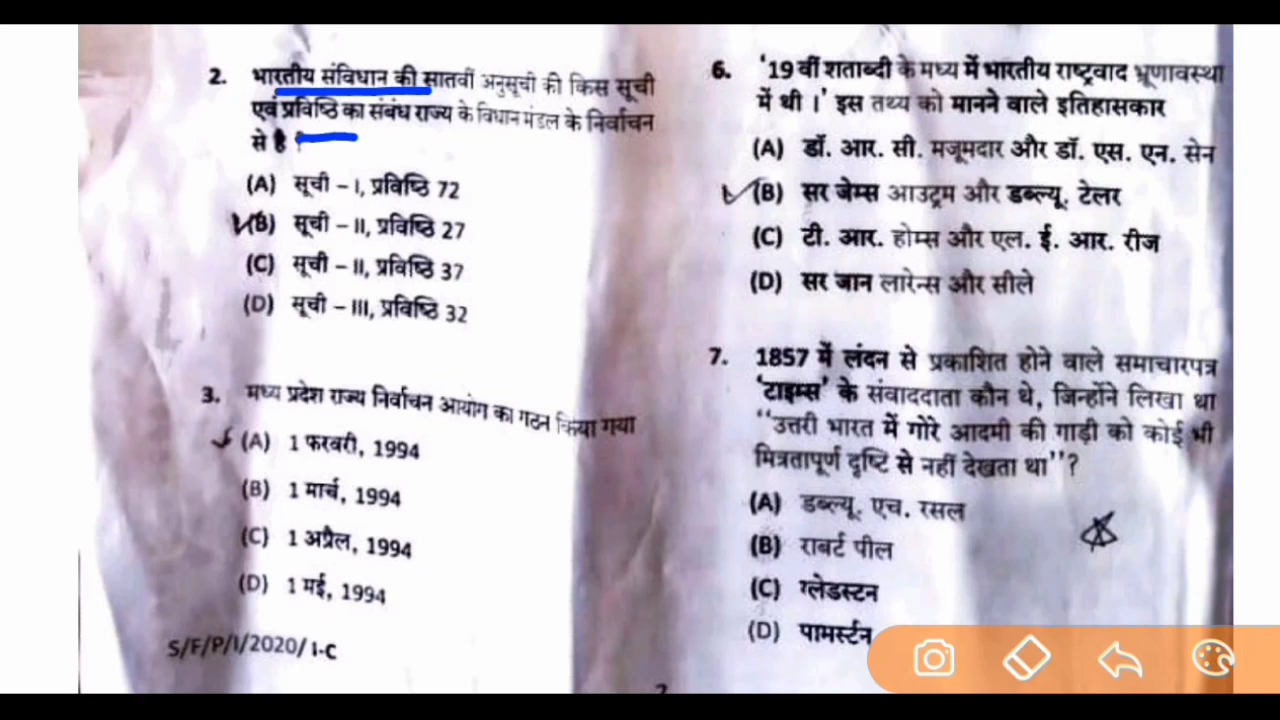 2. भारतीय संविधान की सातवीं अनुसूची की किस सूची
एवं प्रविष्ठि का संबंध राज्य के विधान मंडल के निर्वाचन
से है ?
(A) सूची – I, प्रविष्ठि 72
(B) सूची – II, प्रविष्ठि 27
(C) सूची – II, प्रविष्ठि 37
(D) सूची – III, प्रविष्ठि 32
3. मध्य प्रदेश राज्य निर्वाचन आयोग का गठन किया गया
(A) 1 फरवरी, 1994
(B) 1 मार्च, 1994
(C) 1 अप्रैल, 1994
(D) 1 मई, 1994
S/F/P/I/2020/ I-C
6. '19 वीं शताब्दी के मध्य में भारतीय राष्ट्रवाद भ्रूणावस्था
में थी ।' इस तथ्य को मानने वाले इतिहासकार
(A) डॉ. आर. सी. मजूमदार और डॉ. एस. एन. सेन
(B) सर जेम्स आउट्रम और डब्ल्यू. टेलर
(C) टी. आर. होम्स और एल. ई. आर. रीज
(D) सर जान लारेन्स और सीले
7. 1857 में लंदन से प्रकाशित होने वाले समाचारपत्र
'टाइम्स' के संवाददाता कौन थे, जिन्होंने लिखा था
"उत्तरी भारत में गोरे आदमी की गाड़ी को कोई भी
मित्रतापूर्ण दृष्टि से नहीं देखता था"?
(A) डब्ल्यू. एच. रसल
(B) राबर्ट पील
(C) ग्लेडस्टन
(D) पामर्स्टन